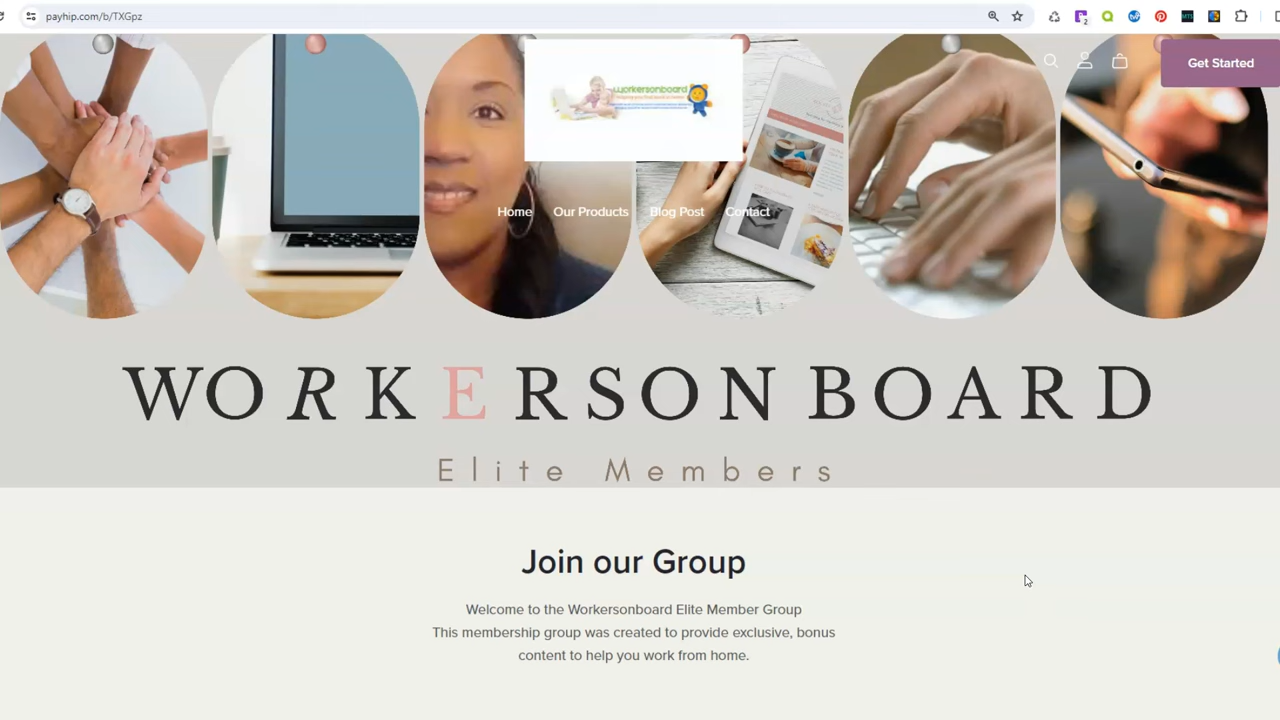 payhip.com/b/TXGpz
Get Started
workersonboard
Home
Our Products
Blog Post
Contact
WORKERSONBOARD
Elite Members
Join our Group
Welcome to the Workersonboard Elite Member Group
This membership group was created to provide exclusive, bonus
content to help you work from home.